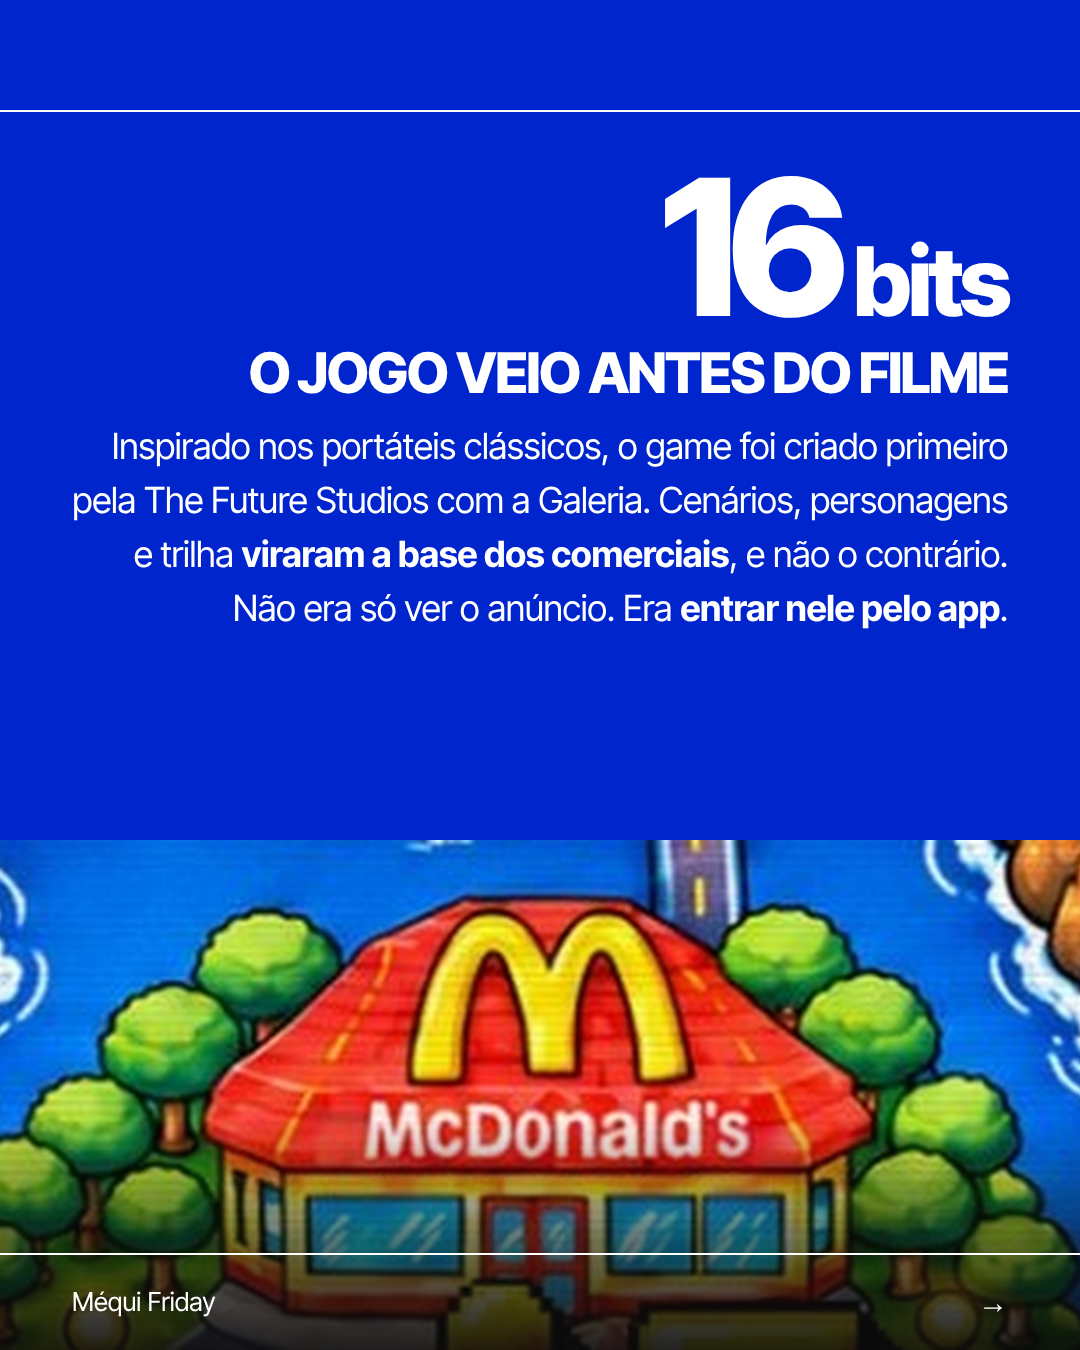 16 bits
O JOGO VEIO ANTES DO FILME
Inspirado nos portáteis clássicos, o game foi criado primeiro
pela The Future Studios com a Galeria. Cenários, personagens
e trilha viraram a base dos comerciais, e não o contrário.
Não era só ver o anúncio. Era entrar nele pelo app.
McDonald's
Méqui Friday →